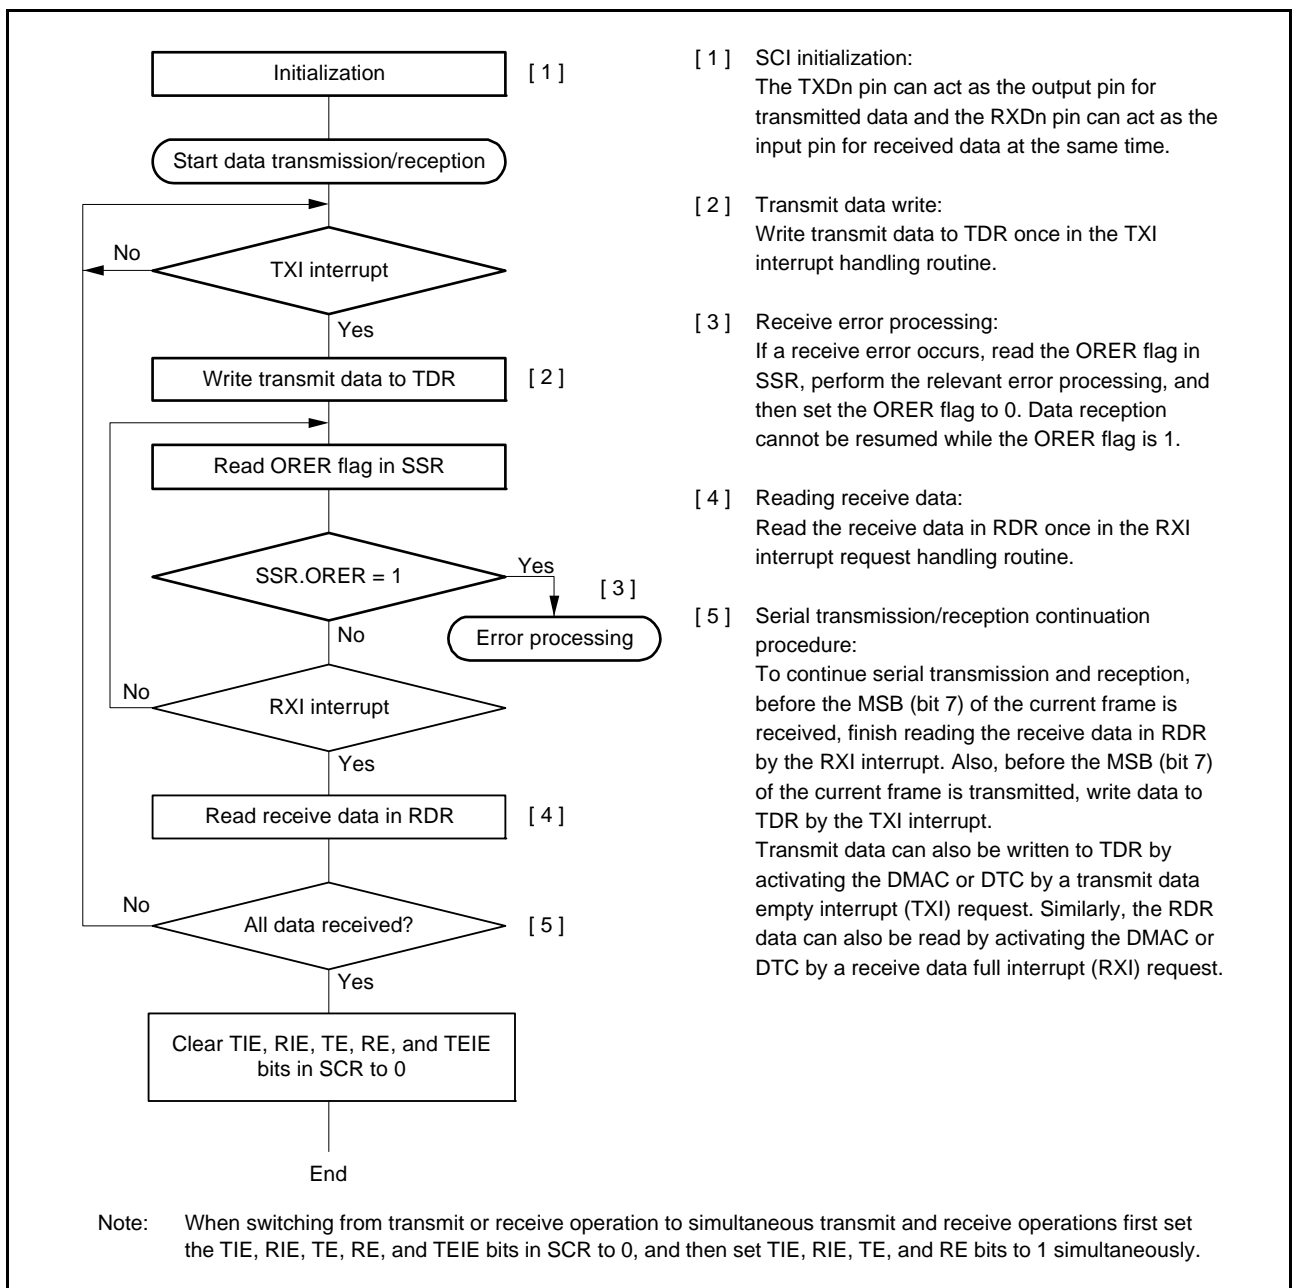 Initialization
[ 1 ]
Start data transmission/reception
No
TXI interrupt
Yes
Write transmit data to TDR
[ 2 ]
Read ORER flag in SSR
SSR.ORER = 1
Yes
[ 3 ]
Error processing
No
No
RXI interrupt
Yes
Read receive data in RDR
[ 4 ]
No
All data received?
[ 5 ]
Yes
Clear TIE, RIE, TE, RE, and TEIE
bits in SCR to 0
End
[ 1 ] SCI initialization:
The TXDn pin can act as the output pin for
transmitted data and the RXDn pin can act as the
input pin for received data at the same time.
[ 2 ] Transmit data write:
Write transmit data to TDR once in the TXI
interrupt handling routine.
[ 3 ] Receive error processing:
If a receive error occurs, read the ORER flag in
SSR, perform the relevant error processing, and
then set the ORER flag to 0. Data reception
cannot be resumed while the ORER flag is 1.
[ 4 ] Reading receive data:
Read the receive data in RDR once in the RXI
interrupt request handling routine.
[ 5 ] Serial transmission/reception continuation
procedure:
To continue serial transmission and reception,
before the MSB (bit 7) of the current frame is
received, finish reading the receive data in RDR
by the RXI interrupt. Also, before the MSB (bit 7)
of the current frame is transmitted, write data to
TDR by the TXI interrupt.
Transmit data can also be written to TDR by
activating the DMAC or DTC by a transmit data
empty interrupt (TXI) request. Similarly, the RDR
data can also be read by activating the DMAC or
DTC by a receive data full interrupt (RXI) request.
Note: When switching from transmit or receive operation to simultaneous transmit and receive operations first set
the TIE, RIE, TE, RE, and TEIE bits in SCR to 0, and then set TIE, RIE, TE, and RE bits to 1 simultaneously.